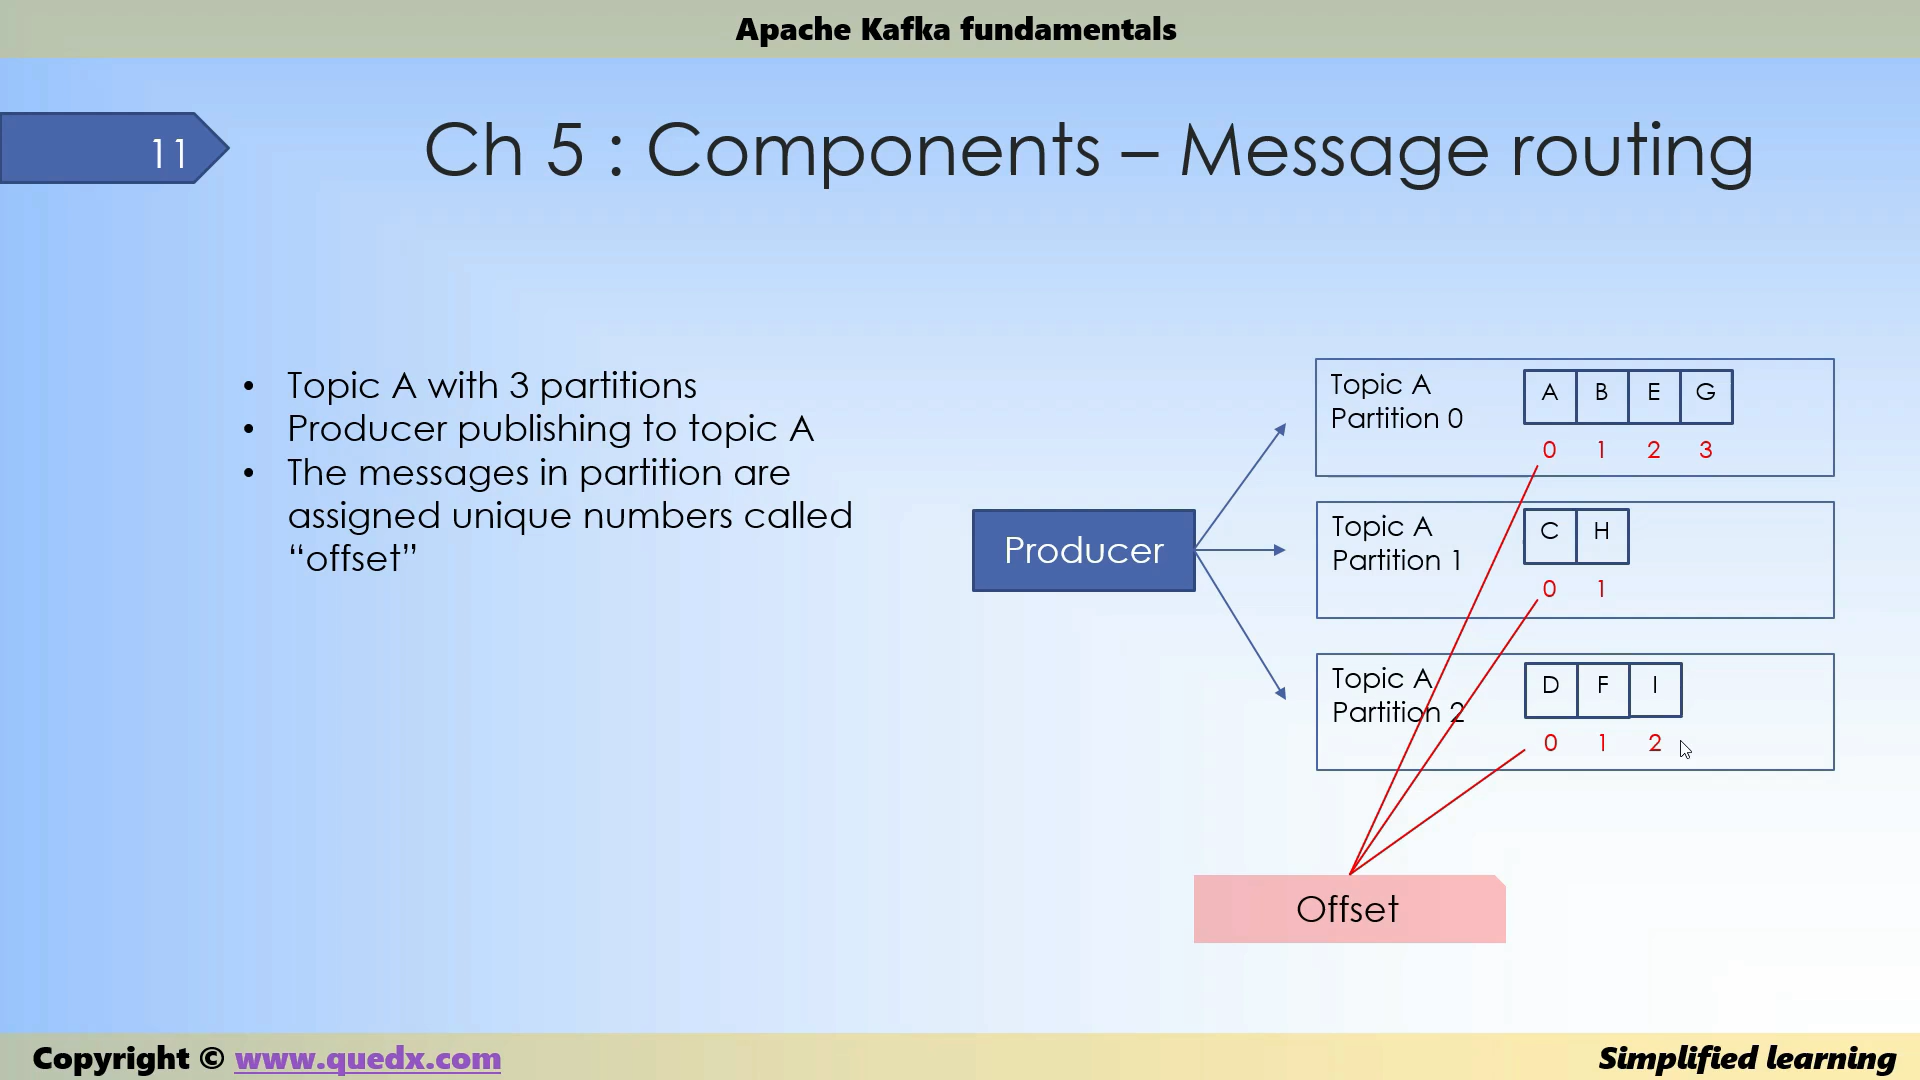 Apache Kafka fundamentals
11
Ch 5 : Components – Message routing
• Topic A with 3 partitions
• Producer publishing to topic A
• The messages in partition are
assigned unique numbers called
“offset”
Producer
Topic A
Partition 0
A B E G
0 1 2 3
Topic A
Partition 1
C H
0 1
Topic A
Partition 2
D F I
0 1 2
Offset
Copyright © www.quedx.com
Simplified learning